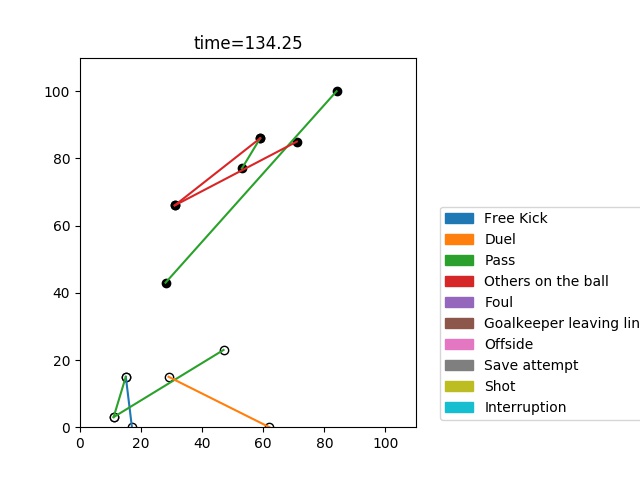 time=134.25
100
80
60
40
20
0
0 20 40 60 80 100
Free Kick
Duel
Pass
Others on the ball
Foul
Goalkeeper leaving lin
Offside
Save attempt
Shot
Interruption